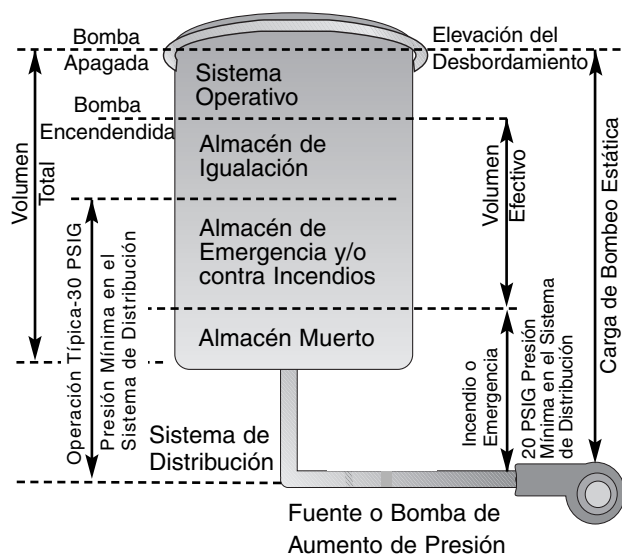 Bomba
Apagada
Elevación del
Desbordamiento
Sistema
Operativo
Bomba
Encendendida
Almacén de
Igualación
Volumen
Total
Volumen
Efectivo
Carga de Bombeo Estática
Almacén de
Emergencia y/o
contra Incendios
Operación Típica-30 PSIG
Presión Mínima en el
Sistema de Distribución
Almacén Muerto
Incendio o
Emergencia
20 PSIG Presión
Mínima en el Sistema
de Distribución
Sistema de
Distribución
Fuente o Bomba de
Aumento de Presión